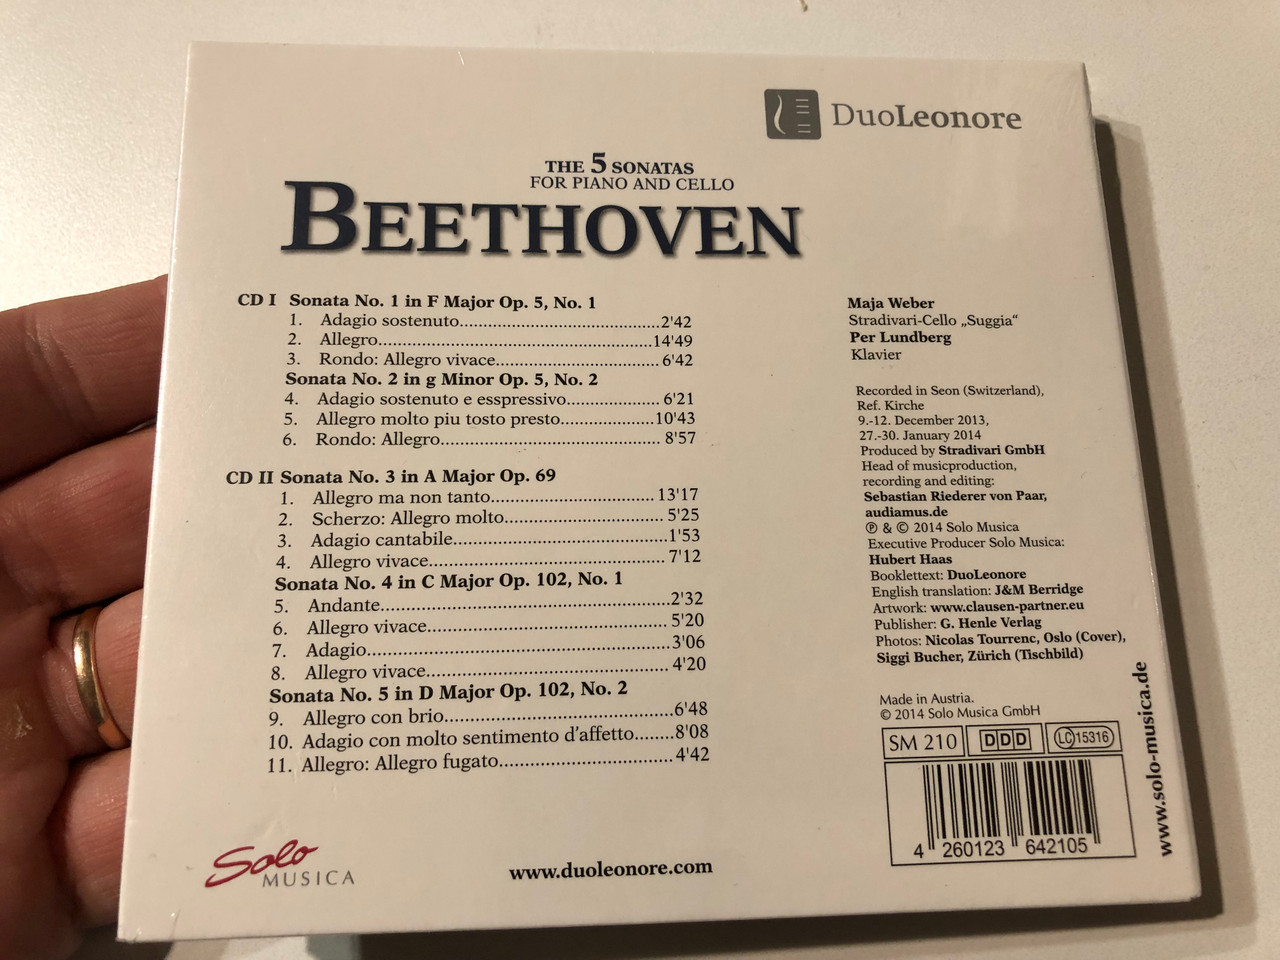 DuoLeonore
THE 5 SONATAS
FOR PIANO AND CELLO
BEETHOVEN
CD I Sonata No. 1 in F Major Op. 5, No. 1
1. Adagio sostenuto........................................2'42
2. Allegro......................................................14'49
3. Rondo: Allegro vivace................................. 6'42
Sonata No. 2 in g Minor Op. 5, No. 2
4. Adagio sostenuto e esspressivo................... 6'21
5. Allegro molto piu tosto presto...................10'43
6. Rondo: Allegro............................................ 8'57
CD II Sonata No. 3 in A Major Op. 69
1. Allegro ma non tanto................................. 13'17
2. Scherzo: Allegro molto................................. 5'25
3. Adagio cantabile...........................................1'53
4. Allegro vivace............................................... 7'12
Sonata No. 4 in C Major Op. 102, No. 1
5. Andante.........................................................2'32
6. Allegro vivace................................................ 5'20
7. Adagio............................................................3'06
8. Allegro vivace................................................ 4'20
Sonata No. 5 in D Major Op. 102, No. 2
9. Allegro con brio.............................................6'48
10. Adagio con molto sentimento d'affetto........8'08
11. Allegro: Allegro fugato.................................. 4'42
Maja Weber
Stradivari-Cello „Suggia“
Per Lundberg
Klavier
Recorded in Seon (Switzerland),
Ref. Kirche
9.-12. December 2013,
27.-30. January 2014
Produced by Stradivari GmbH
Head of musicproduction,
recording and editing:
Sebastian Riederer von Paar,
audiamus.de
℗ & © 2014 Solo Musica
Executive Producer Solo Musica:
Hubert Haas
Booklettext: DuoLeonore
English translation: J&M Berridge
Artwork: www.clausen-partner.eu
Publisher: G. Henle Verlag
Photos: Nicolas Tourrenc, Oslo (Cover),
Siggi Bucher, Zürich (Tischbild)
Made in Austria.
© 2014 Solo Musica GmbH
SM 210 DDD LC 15316
4 260123 642105
www.solo-musica.de
Solo
MUSICA
www.duoleonore.com